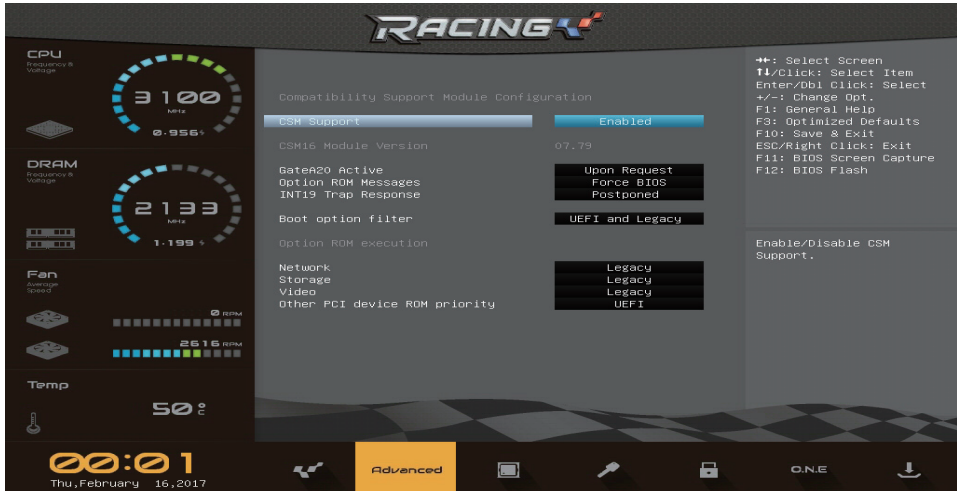 RACING
CPU
Frequency &
Voltage
3100
MHz
0.956
DRAM
Frequency &
Voltage
2133
MHz
1.199
Fan
Average
Speed
0 RPM
2616 RPM
Temp
50 °C
00:01
Thu,February 16,2017
Compatibility Support Module Configuration
CSM Support Enabled
CSM16 Module Version 07.79
GateA20 Active Upon Request
Option ROM Messages Force BIOS
INT19 Trap Response Postponed
Boot option filter UEFI and Legacy
Option ROM execution
Network Legacy
Storage Legacy
Video Legacy
Other PCI device ROM priority UEFI
→←: Select Screen
↑↓/Click: Select Item
Enter/Dbl Click: Select
+/-: Change Opt.
F1: General Help
F3: Optimized Defaults
F10: Save & Exit
ESC/Right Click: Exit
F11: BIOS Screen Capture
F12: BIOS Flash
Enable/Disable CSM
Support.
Advanced
O.N.E